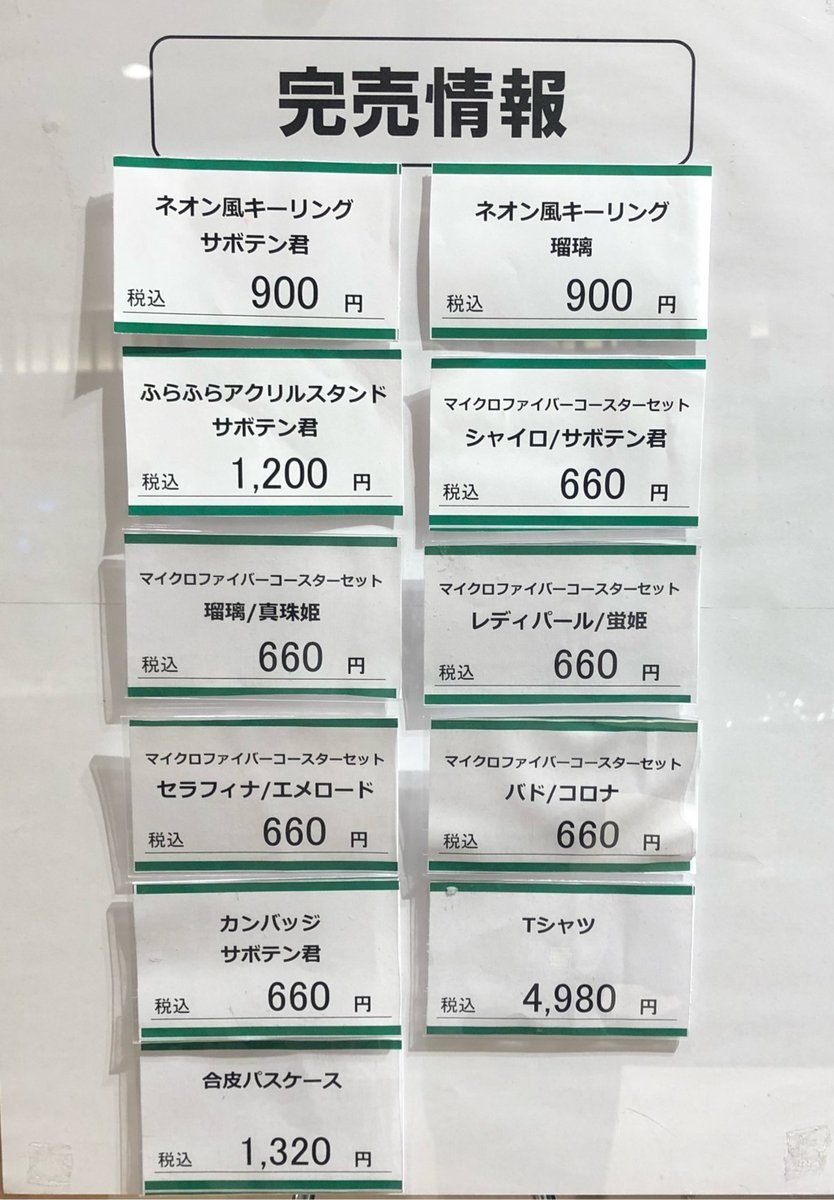 完売情報
ネオン風キーリング
サボテン君
税込 900 円
ネオン風キーリング
瑠璃
税込 900 円
ふらふらアクリルスタンド
サボテン君
税込 1,200 円
マイクロファイバーコースターセット
シャイロ/サボテン君
税込 660 円
マイクロファイバーコースターセット
瑠璃/真珠姫
税込 660 円
マイクロファイバーコースターセット
レディパール/蛍姫
税込 660 円
マイクロファイバーコースターセット
セラフィナ/エメロード
税込 660 円
マイクロファイバーコースターセット
バド/コロナ
税込 660 円
カンバッジ
サボテン君
税込 660 円
Tシャツ
税込 4,980 円
合皮パスケース
税込 1,320 円